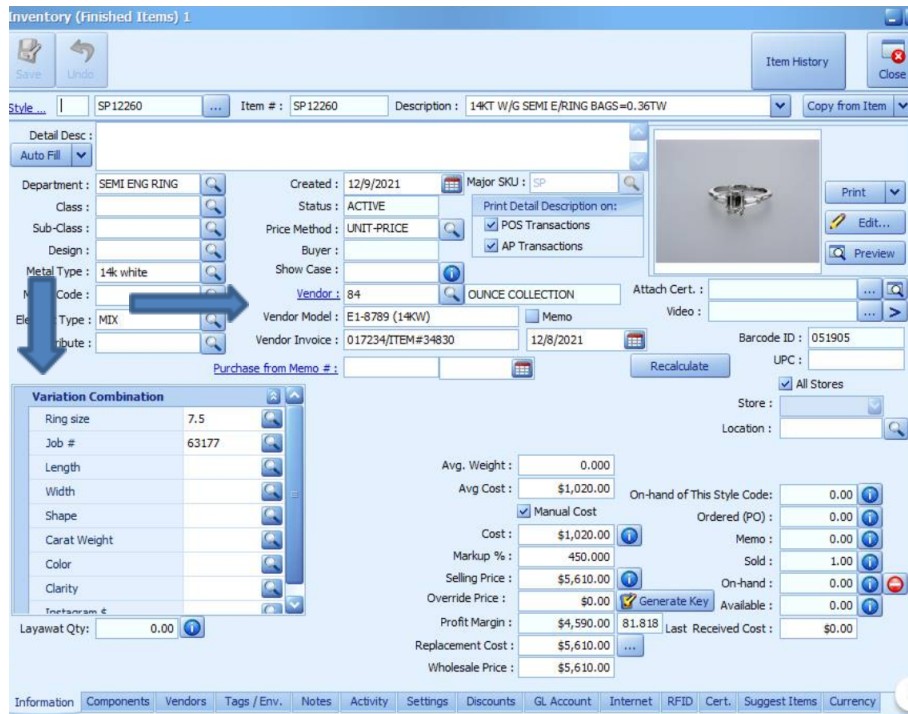 Inventory (Finished Items) 1
Save Undo Item History Close
Style ... SP12260 ... Item # : SP12260 Description : 14KT W/G SEMI E/RING BAGS=0.36TW Copy from Item
Detail Desc :
Auto Fill
Department : SEMI ENG RING Created : 12/9/2021 Major SKU : SP Print
Class : Status : ACTIVE Print Detail Description on:
Sub-Class : Price Method : UNIT-PRICE POS Transactions Edit...
Design : Buyer : AP Transactions Preview
Metal Type : 14k white Show Case :
Code : Vendor : 84 OUNCE COLLECTION Attach Cert. : ...
Type : MIX Vendor Model : E1-8789 (14KW) Memo Video : ... >
Vendor Invoice : 017234/ITEM#34830 12/8/2021 Barcode ID : 051905
Purchase from Memo # : Recalculate UPC :
All Stores
Variation Combination Store :
Ring size 7.5 Location :
Job # 63177
Length Avg. Weight : 0.000
Width Avg Cost : $1,020.00 On-hand of This Style Code: 0.00
Shape Manual Cost Ordered (PO) : 0.00
Carat Weight Cost : $1,020.00 Memo : 0.00
Color Markup % : 450.000 Sold : 1.00
Clarity Selling Price : $5,610.00 On-hand : 0.00
Instagram $ Override Price : $0.00 Generate Key Available : 0.00
Layawat Qty: 0.00 Profit Margin : $4,590.00 81.818 Last Received Cost : $0.00
Replacement Cost : $5,610.00 ...
Wholesale Price : $5,610.00
Information Components Vendors Tags / Env. Notes Activity Settings Discounts GL Account Internet RFID Cert. Suggest Items Currency